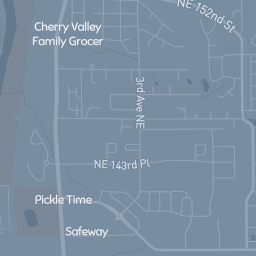 NE 152nd St
Cherry Valley
Family Grocer
3rd Ave NE
NE 143rd Pl
Pickle Time
Safeway